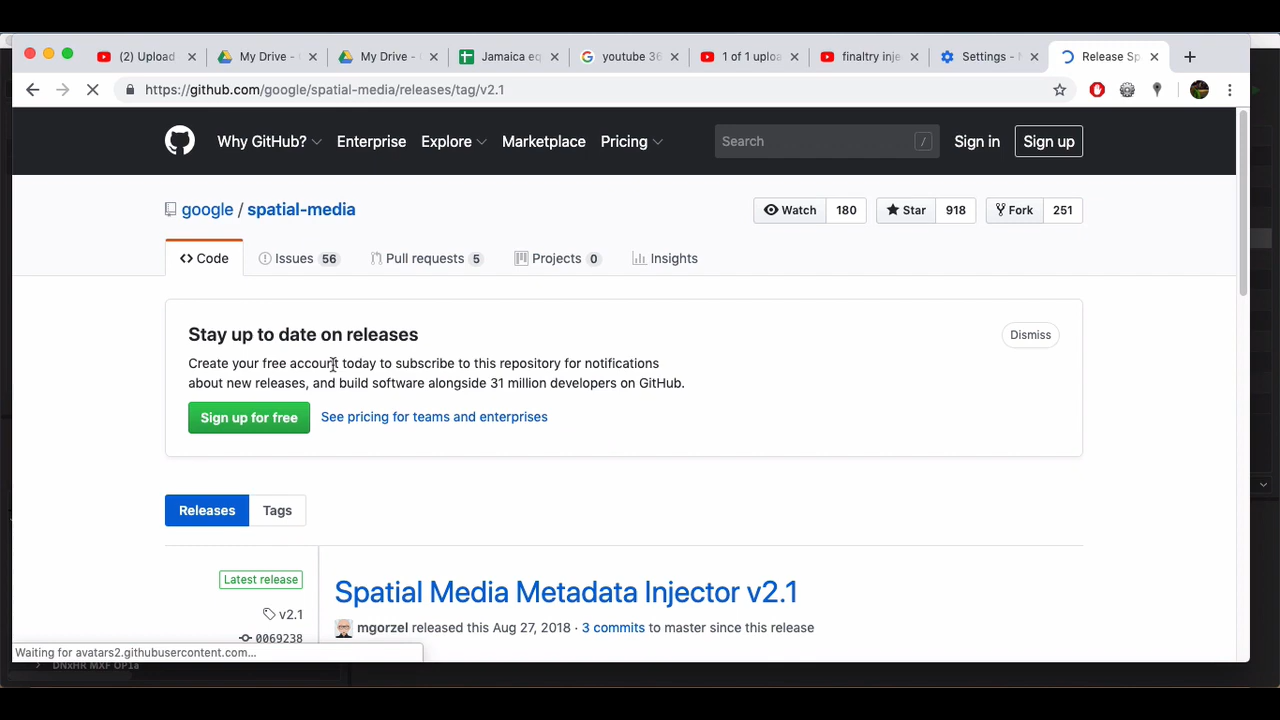 (2) Upload
My Drive -
My Drive -
Jamaica eq
youtube 36
1 of 1 uploa
finaltry inje
Settings -
Release Sp
https://github.com/google/spatial-media/releases/tag/v2.1
Why GitHub?
Enterprise
Explore
Marketplace
Pricing
Search
/
Sign in
Sign up
google / spatial-media
Watch 180
Star 918
Fork 251
Code
Issues 56
Pull requests 5
Projects 0
Insights
Stay up to date on releases
Dismiss
Create your free account today to subscribe to this repository for notifications
about new releases, and build software alongside 31 million developers on GitHub.
Sign up for free
See pricing for teams and enterprises
Releases
Tags
Latest release
Spatial Media Metadata Injector v2.1
v2.1
mgorzel released this Aug 27, 2018 · 3 commits to master since this release
0069238
Waiting for avatars2.githubusercontent.com...
DNxHR MXF OP1a